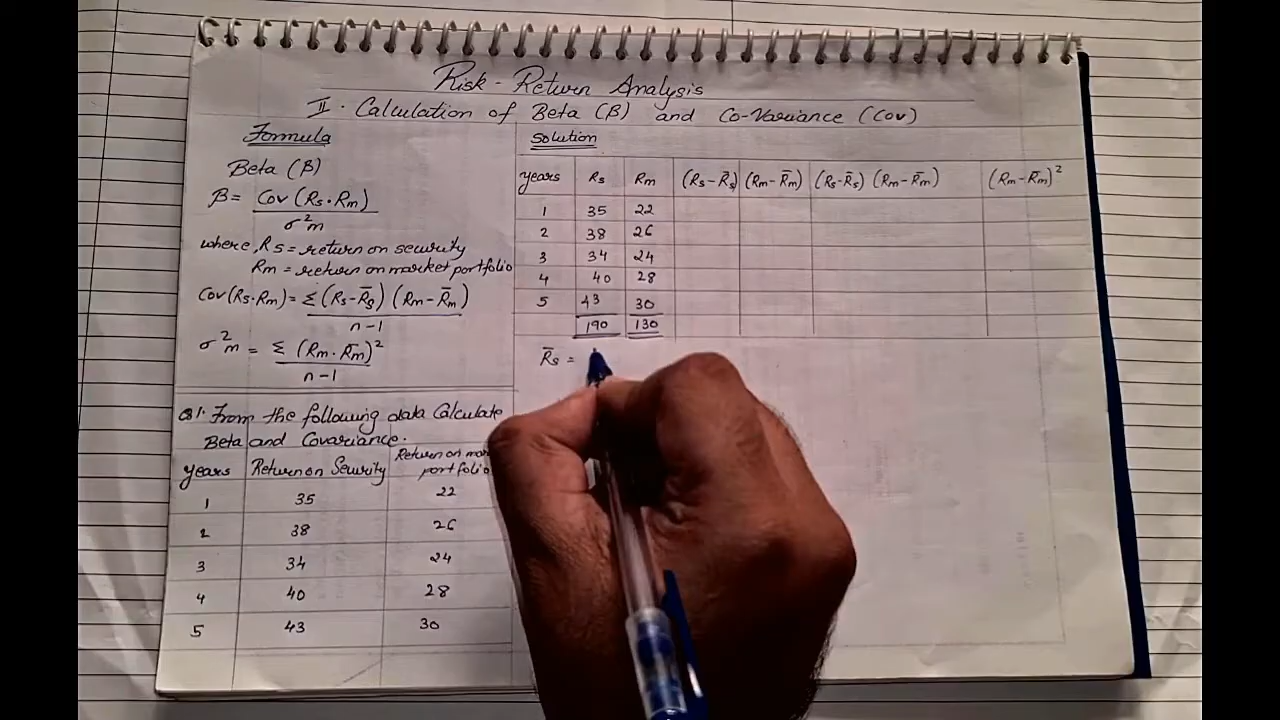 Risk - Return Analysis
II. Calculation of Beta (β) and Co-Variance (Cov)
Formula
Beta (β)
β = Cov (Rs.Rm)
σ²m
where, Rs = return on security
Rm = return on market portfolio
Cov (Rs.Rm) = Σ (Rs - R̄s) (Rm - R̄m)
n-1
σ²m = Σ (Rm. R̄m)²
n-1
Q1. From the following data Calculate
Beta and Covariance.
years Return on Security Return on
portfolio
1 35 22
2 38 26
3 34 24
4 40 28
5 43 30
Solution
years Rs Rm (Rs - R̄s) (Rm - R̄m) (Rs - R̄s) (Rm - R̄m) (Rm - R̄m)²
1 35 22
2 38 26
3 34 24
4 40 28
5 43 30
190 130
R̄s =